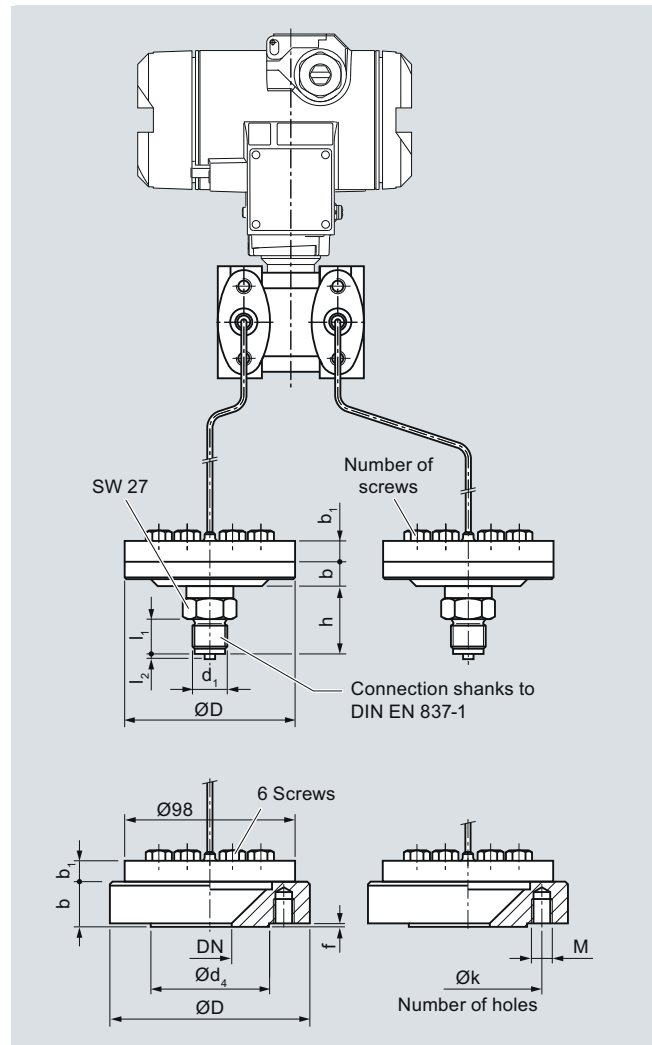 Number of
screws
SW 27
b₁
b
h
l₁
l₂
d₁
ØD
Connection shanks to
DIN EN 837-1
6 Screws
Ø98
b₁
b
f
DN
Ød₄
ØD
M
Øk
Number of holes